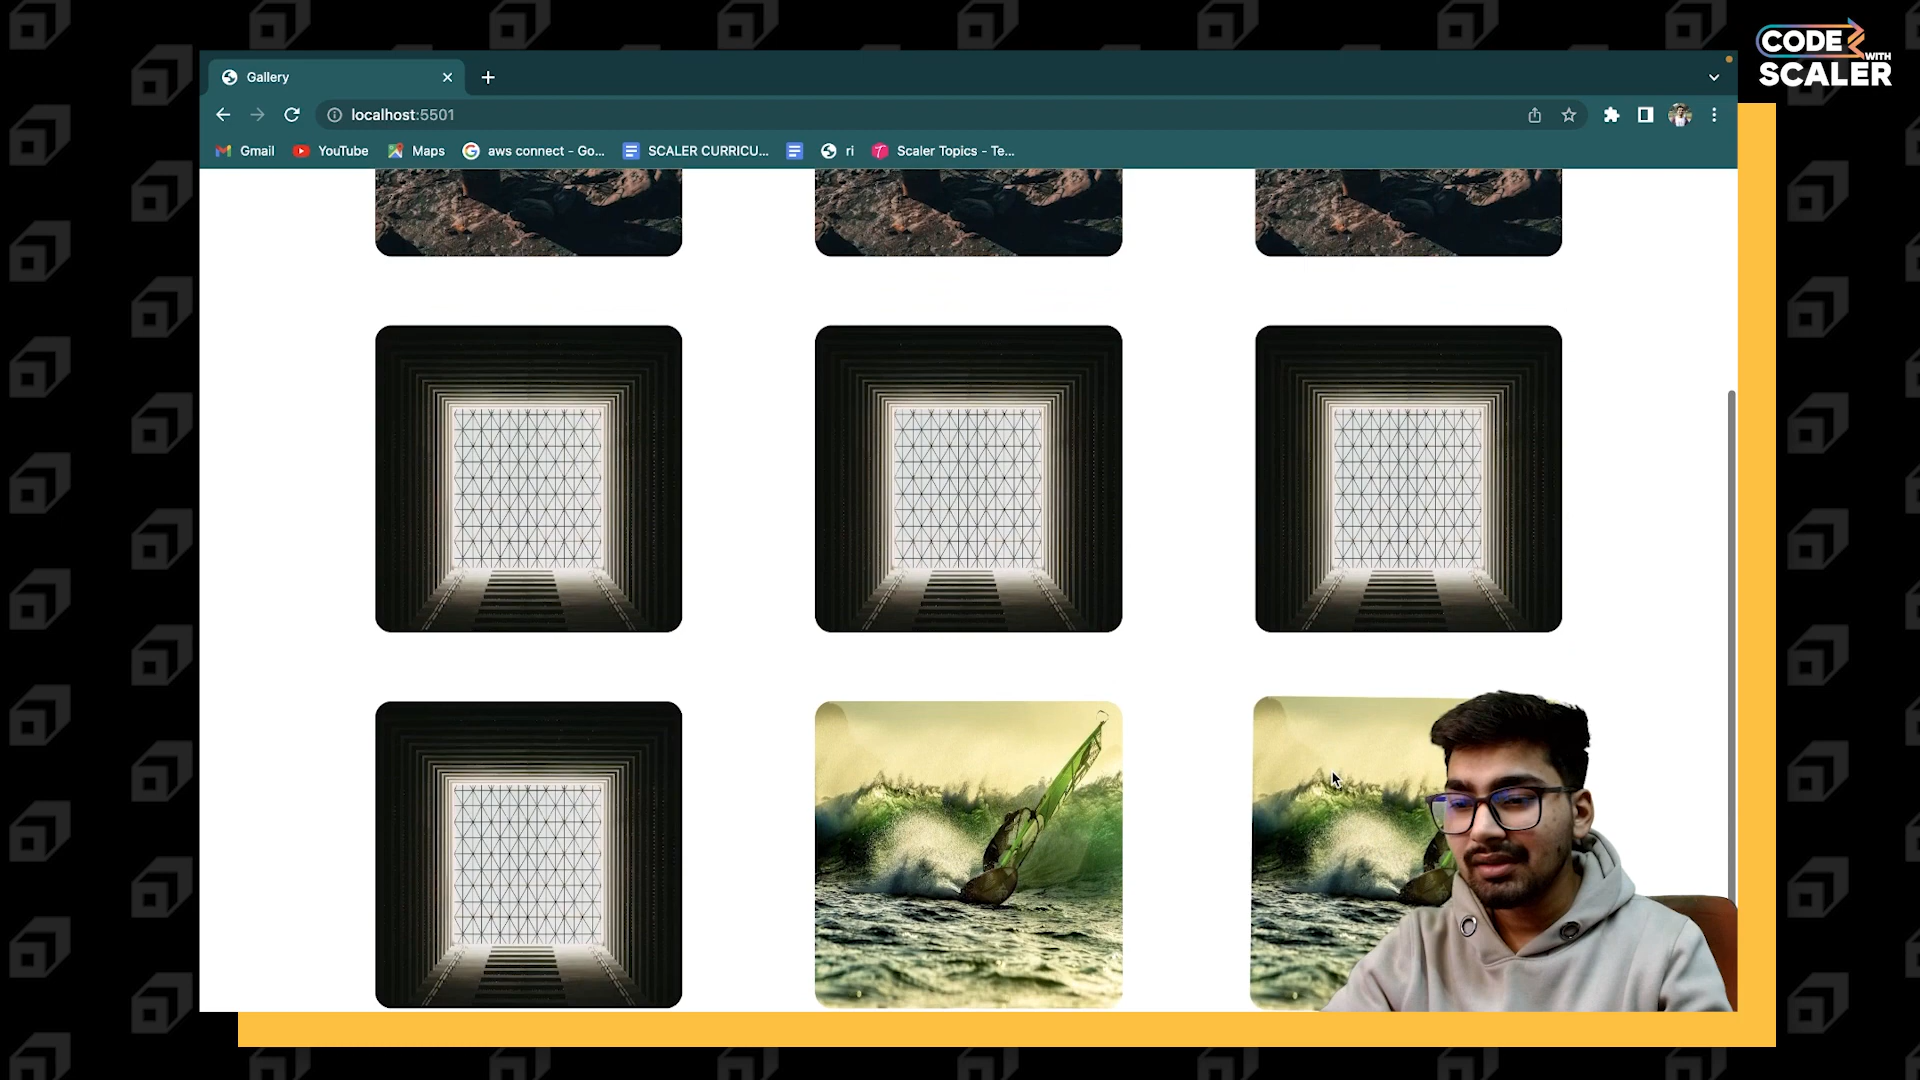 CODE
WITH
SCALER
Gallery
localhost:5501
Gmail YouTube Maps aws connect - Go... SCALER CURRICU... ri Scaler Topics - Te...